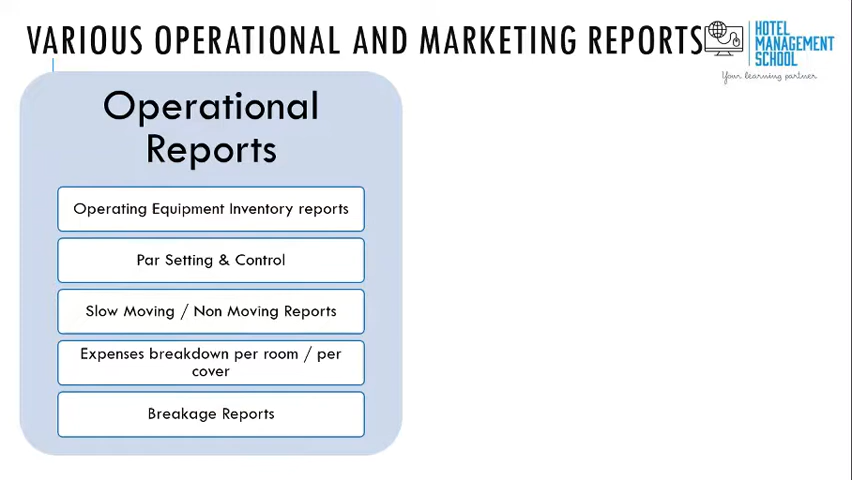 VARIOUS OPERATIONAL AND MARKETING REPORTS
HOTEL
MANAGEMENT
SCHOOL
Your learning partner
Operational
Reports
Operating Equipment Inventory reports
Par Setting & Control
Slow Moving / Non Moving Reports
Expenses breakdown per room / per
cover
Breakage Reports